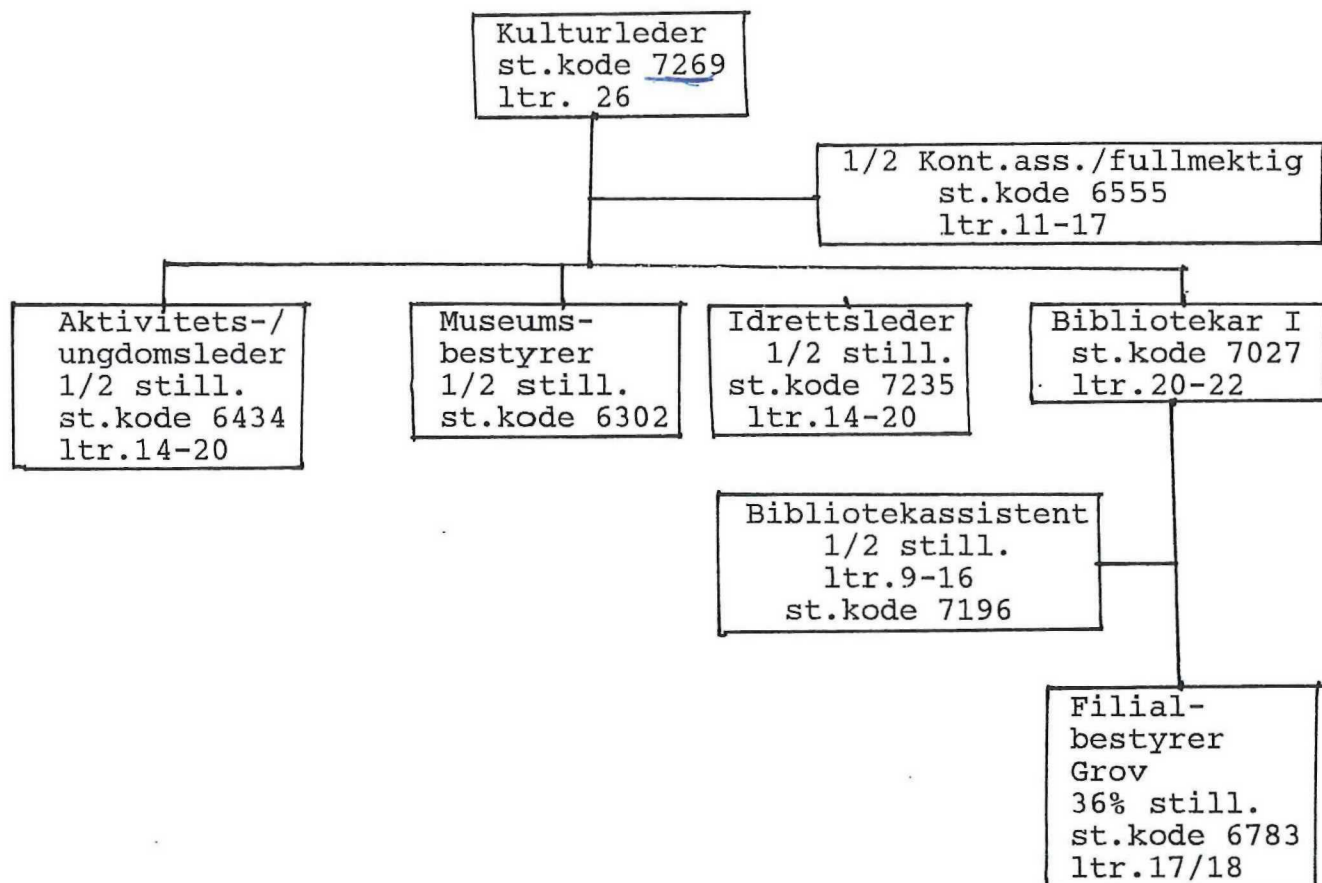 Kulturleder
st.kode 7269
ltr. 26
1/2 Kont.ass./fullmektig
st.kode 6555
ltr.11-17
Aktivitets-/
ungdomsleder
1/2 still.
st.kode 6434
ltr.14-20
Museums-
bestyrer
1/2 still.
st.kode 6302
Idrettsleder
1/2 still.
st.kode 7235
ltr.14-20
Bibliotekar I
st.kode 7027
ltr.20-22
Bibliotekassistent
1/2 still.
ltr.9-16
st.kode 7196
Filial-
bestyrer
Grov
36% still.
st.kode 6783
ltr.17/18